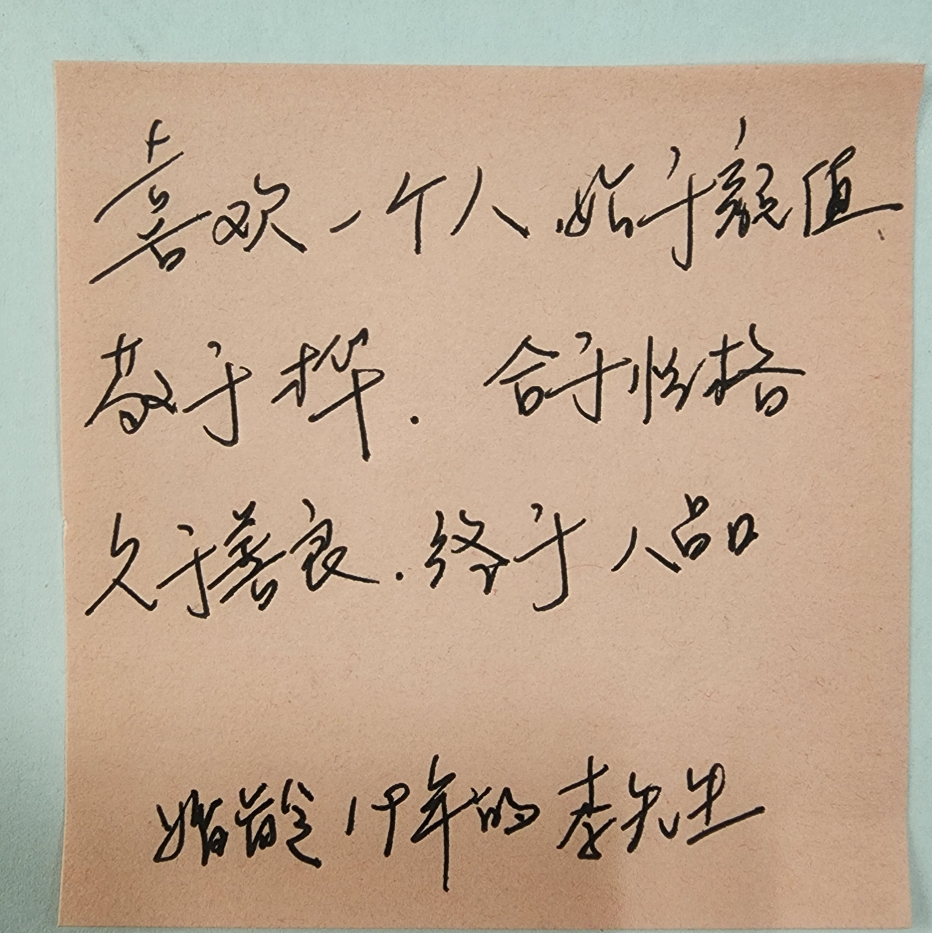 喜欢一个人.始于颜值.
敬于才华.合于性格
久于善良.终于人品
婚龄19年的李先生